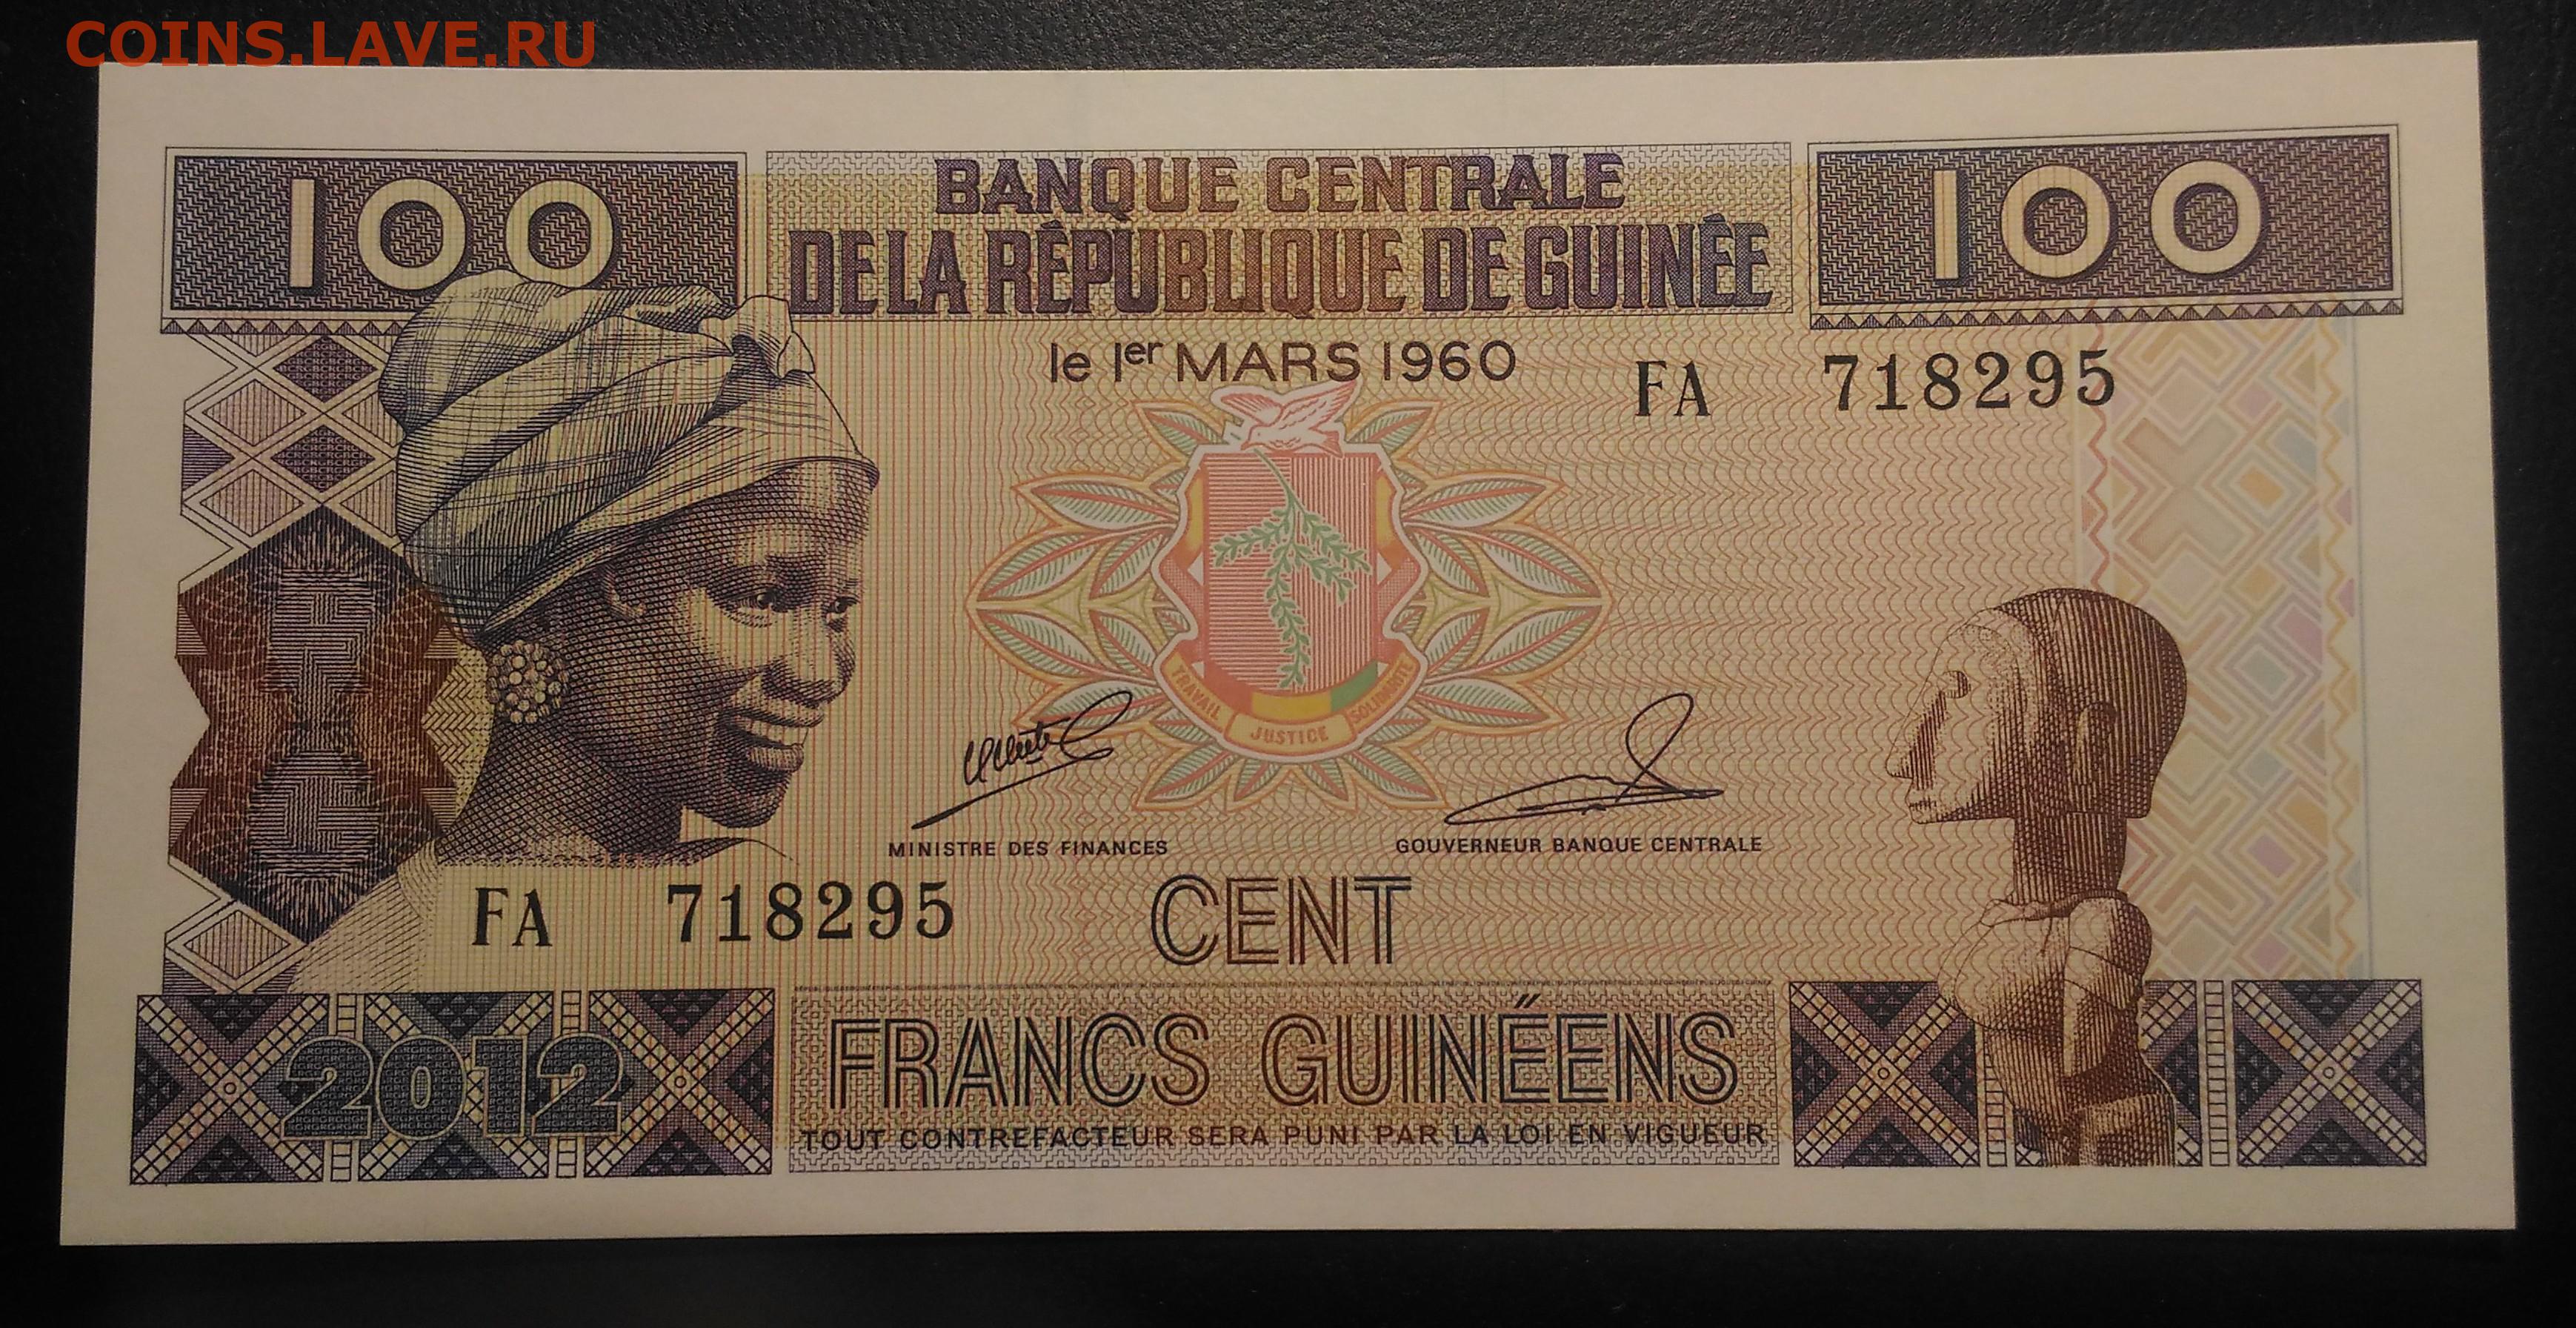 COINS.LAVE.RU
100
BANQUE CENTRALE
DE LA RÉPUBLIQUE DE GUINÉE
100
le 1er MARS 1960
FA 718295
TRAVAIL JUSTICE SOLIDARITÉ
MINISTRE DES FINANCES
GOUVERNEUR BANQUE CENTRALE
FA 718295
CENT
FRANCS GUINÉENS
2012
TOUT CONTREFACTEUR SERA PUNI PAR LA LOI EN VIGUEUR